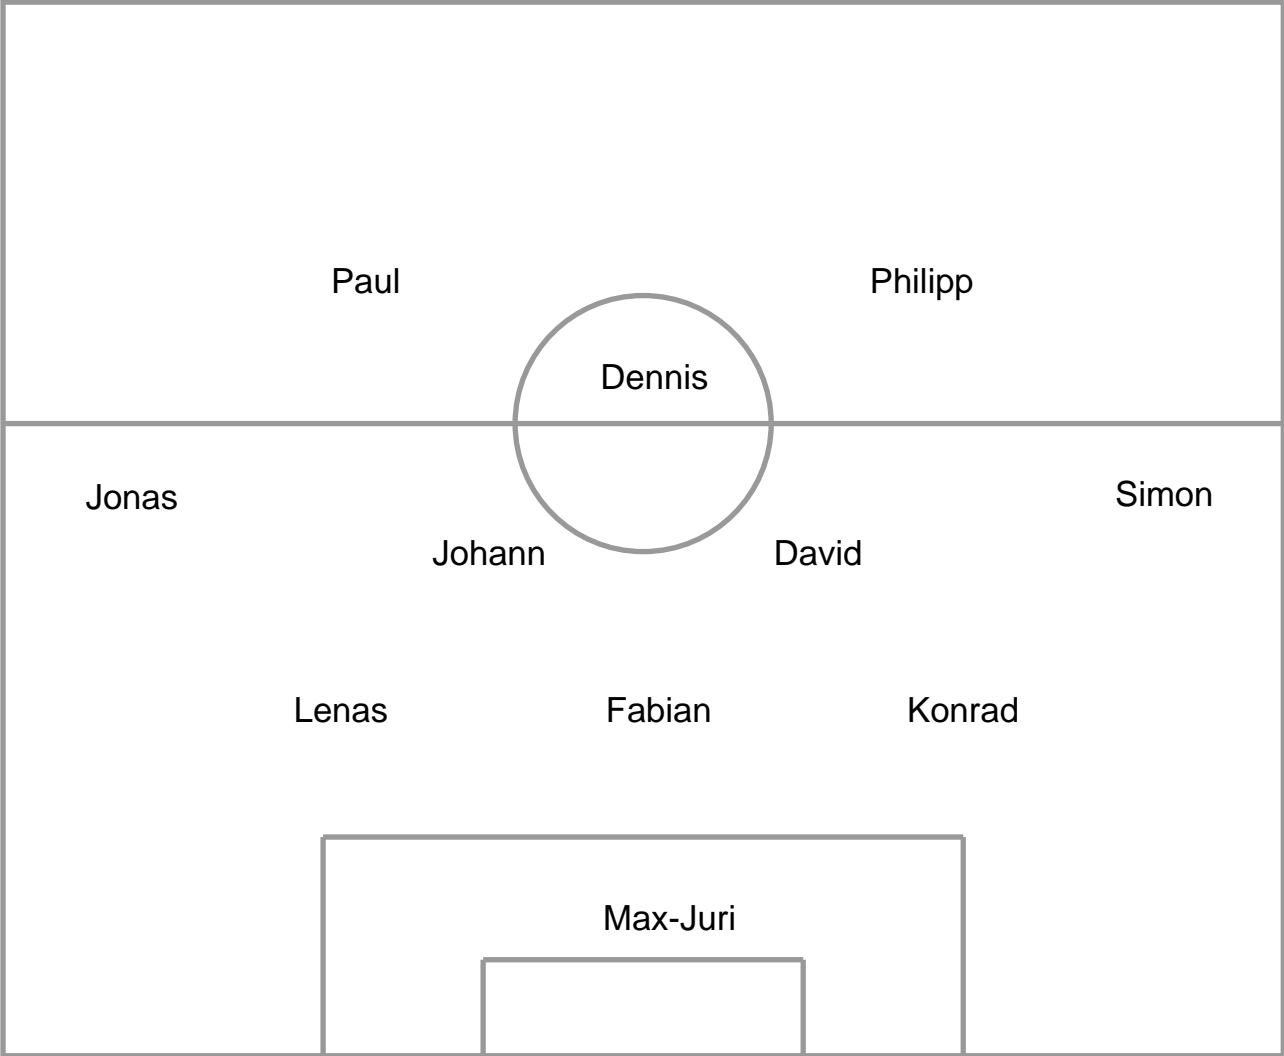 Paul
Philipp
Dennis
Jonas
Simon
Johann
David
Lenas
Fabian
Konrad
Max-Juri